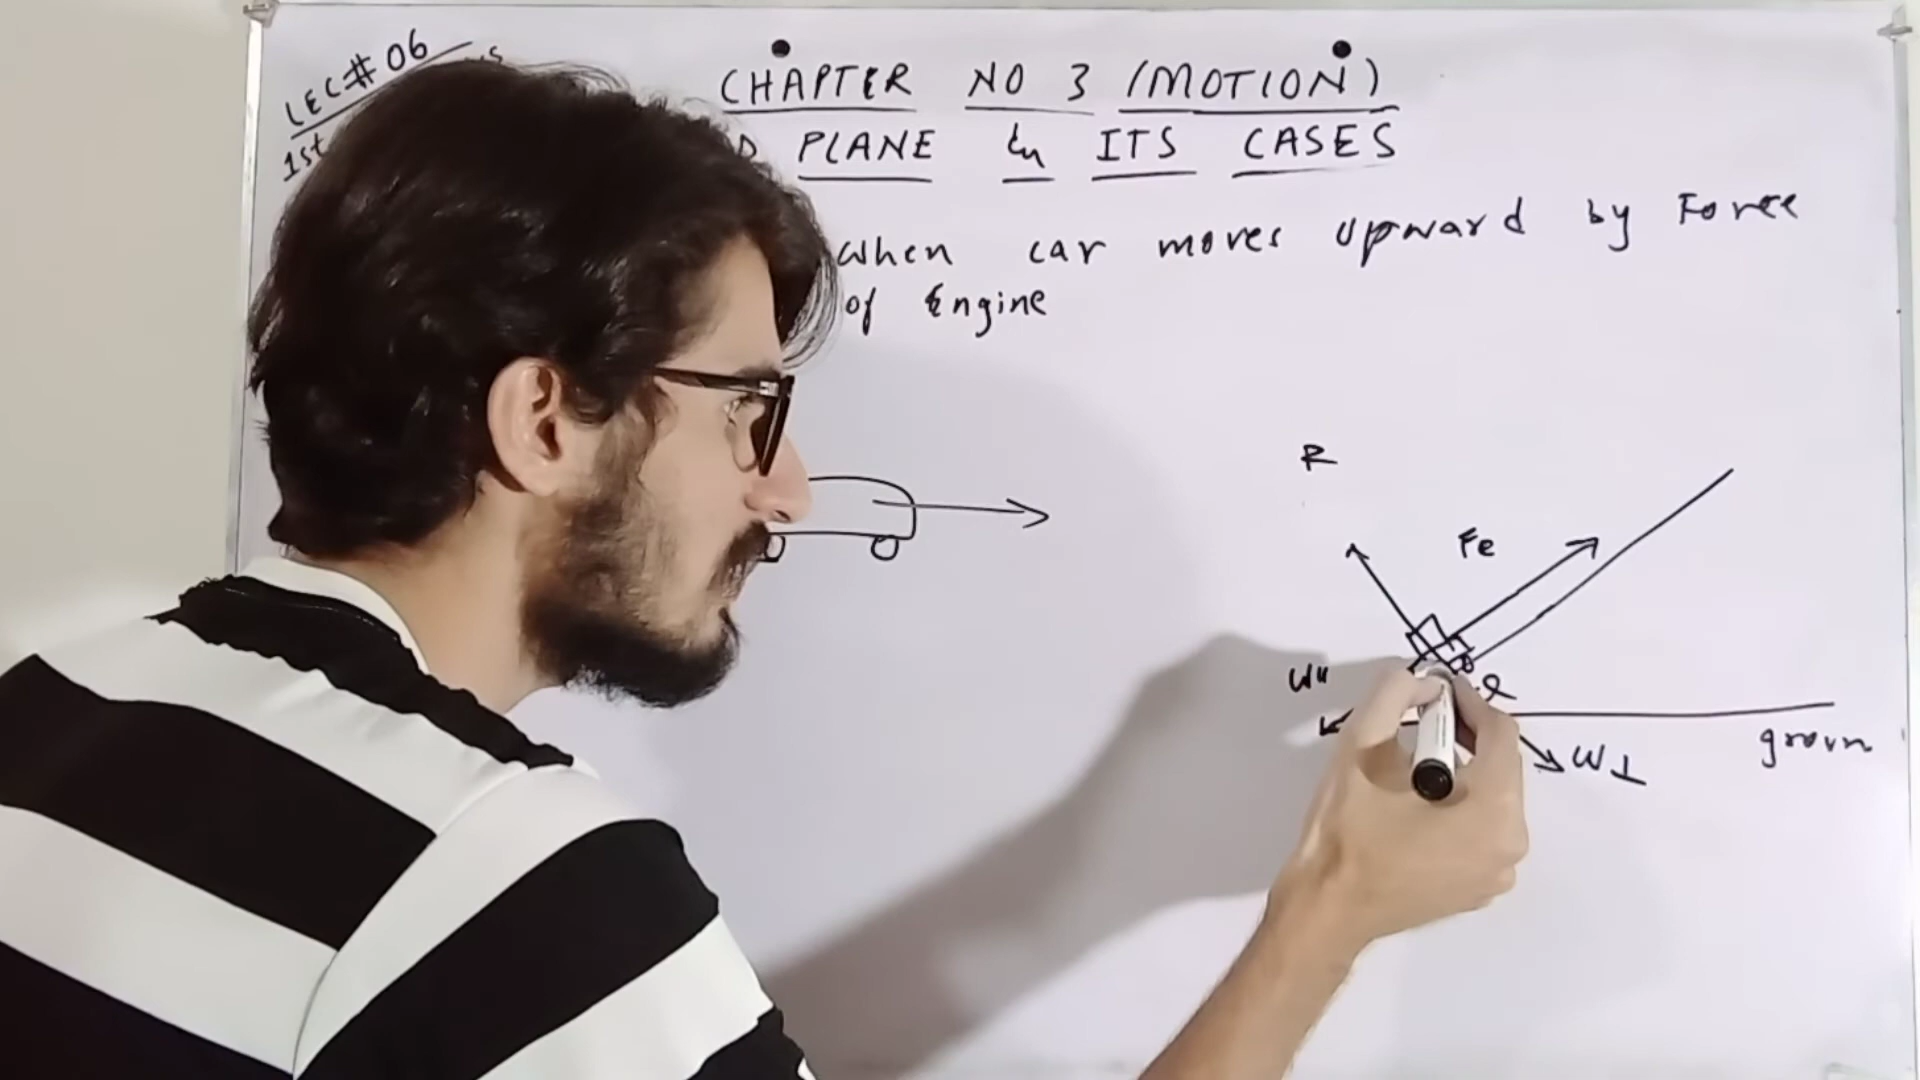 LEC# 06
1st
CHAPTER NO 3 (MOTION)
PLANE & ITS CASES
when car moves upward by Force
of Engine
R
Fe
W॥
W⊥
groun